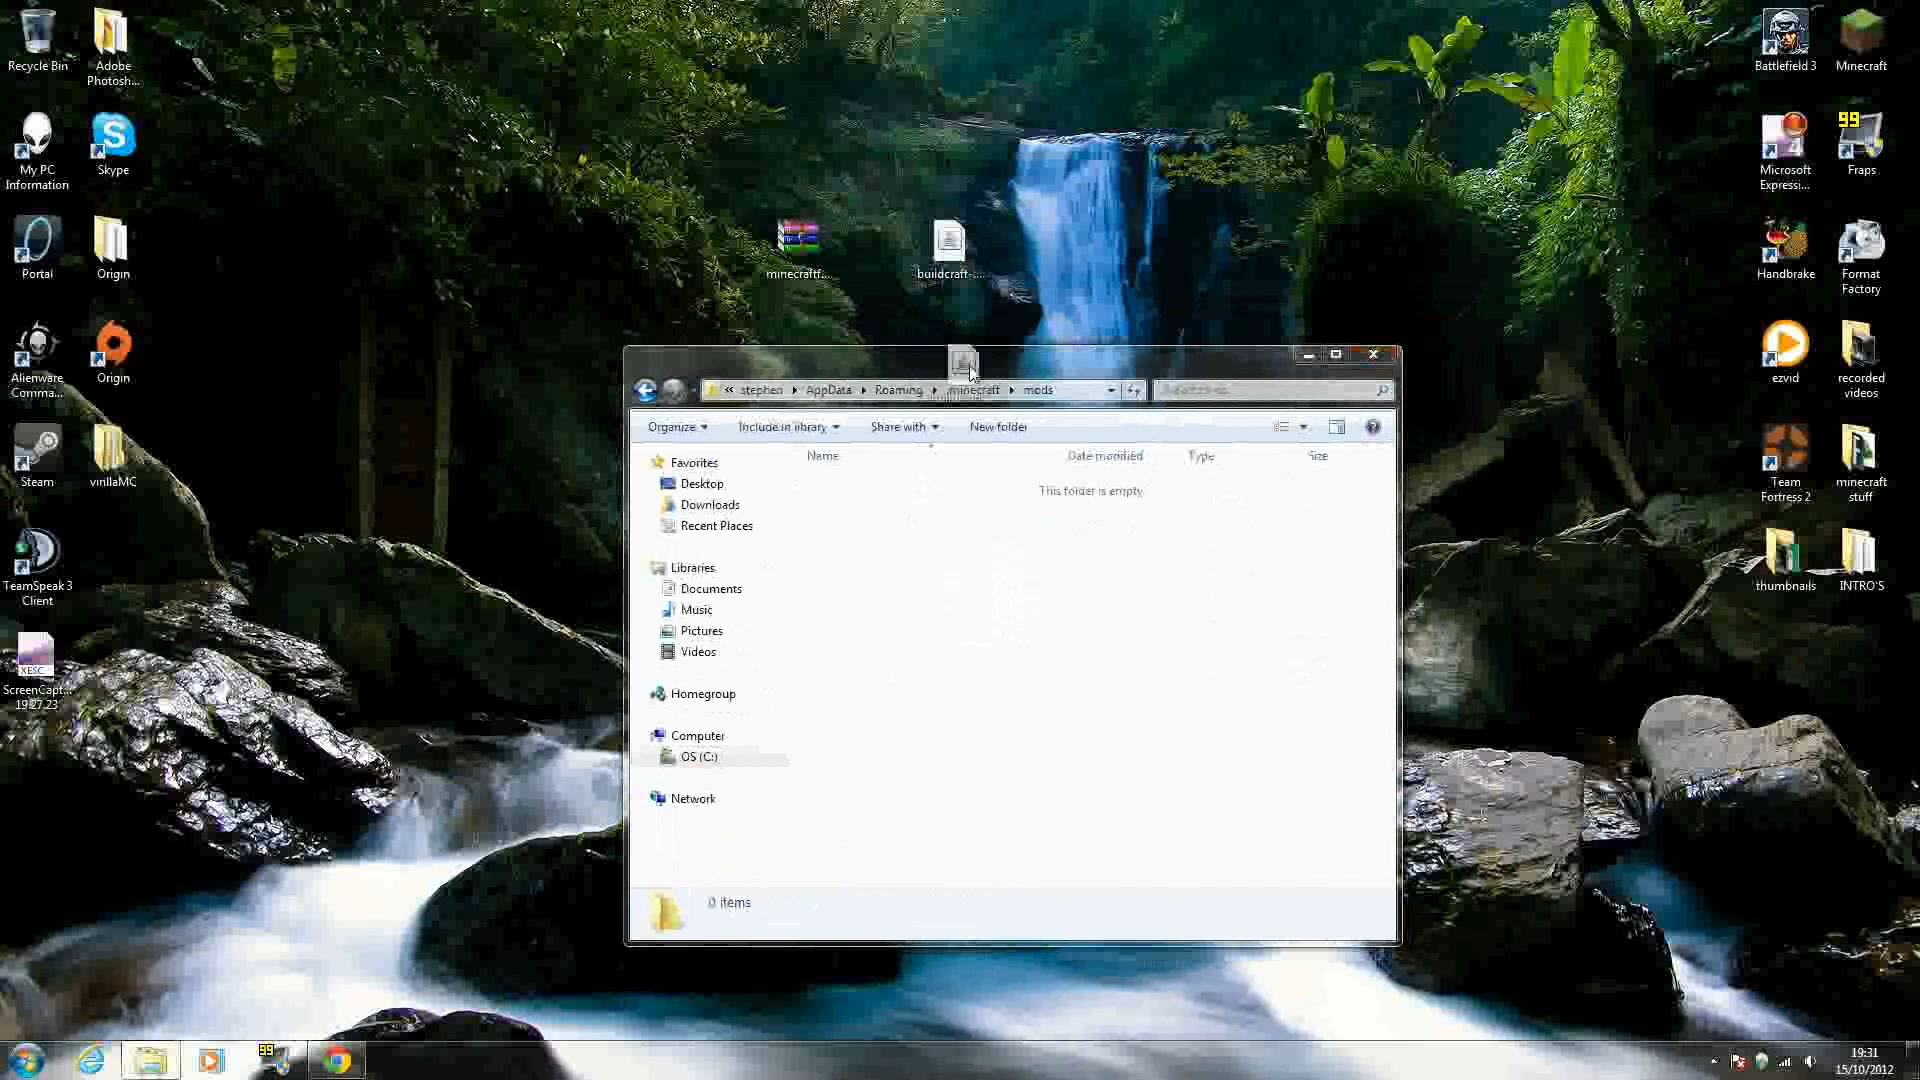 Recycle Bin
Adobe
Photosh...
My PC
Information
Skype
Portal
Origin
Alienware
Comma...
Origin
Steam
vinllaMC
TeamSpeak 3
Client
XESC
ScreenCapt...
19.27.23
minecraftf...
buildcraft-...
Battlefield 3
Minecraft
Microsoft
Expressi...
99
Fraps
Handbrake
Format
Factory
ezvid
recorded
videos
Team
Fortress 2
minecraft
stuff
thumbnails
INTRO'S
« stephen AppData Roaming .minecraft mods
Organize Include in library Share with New folder
Name Date modified Type Size
This folder is empty.
Favorites
Desktop
Downloads
Recent Places
Libraries
Documents
Music
Pictures
Videos
Homegroup
Computer
OS (C:)
Network
0 items
99
19:31
15/10/2012